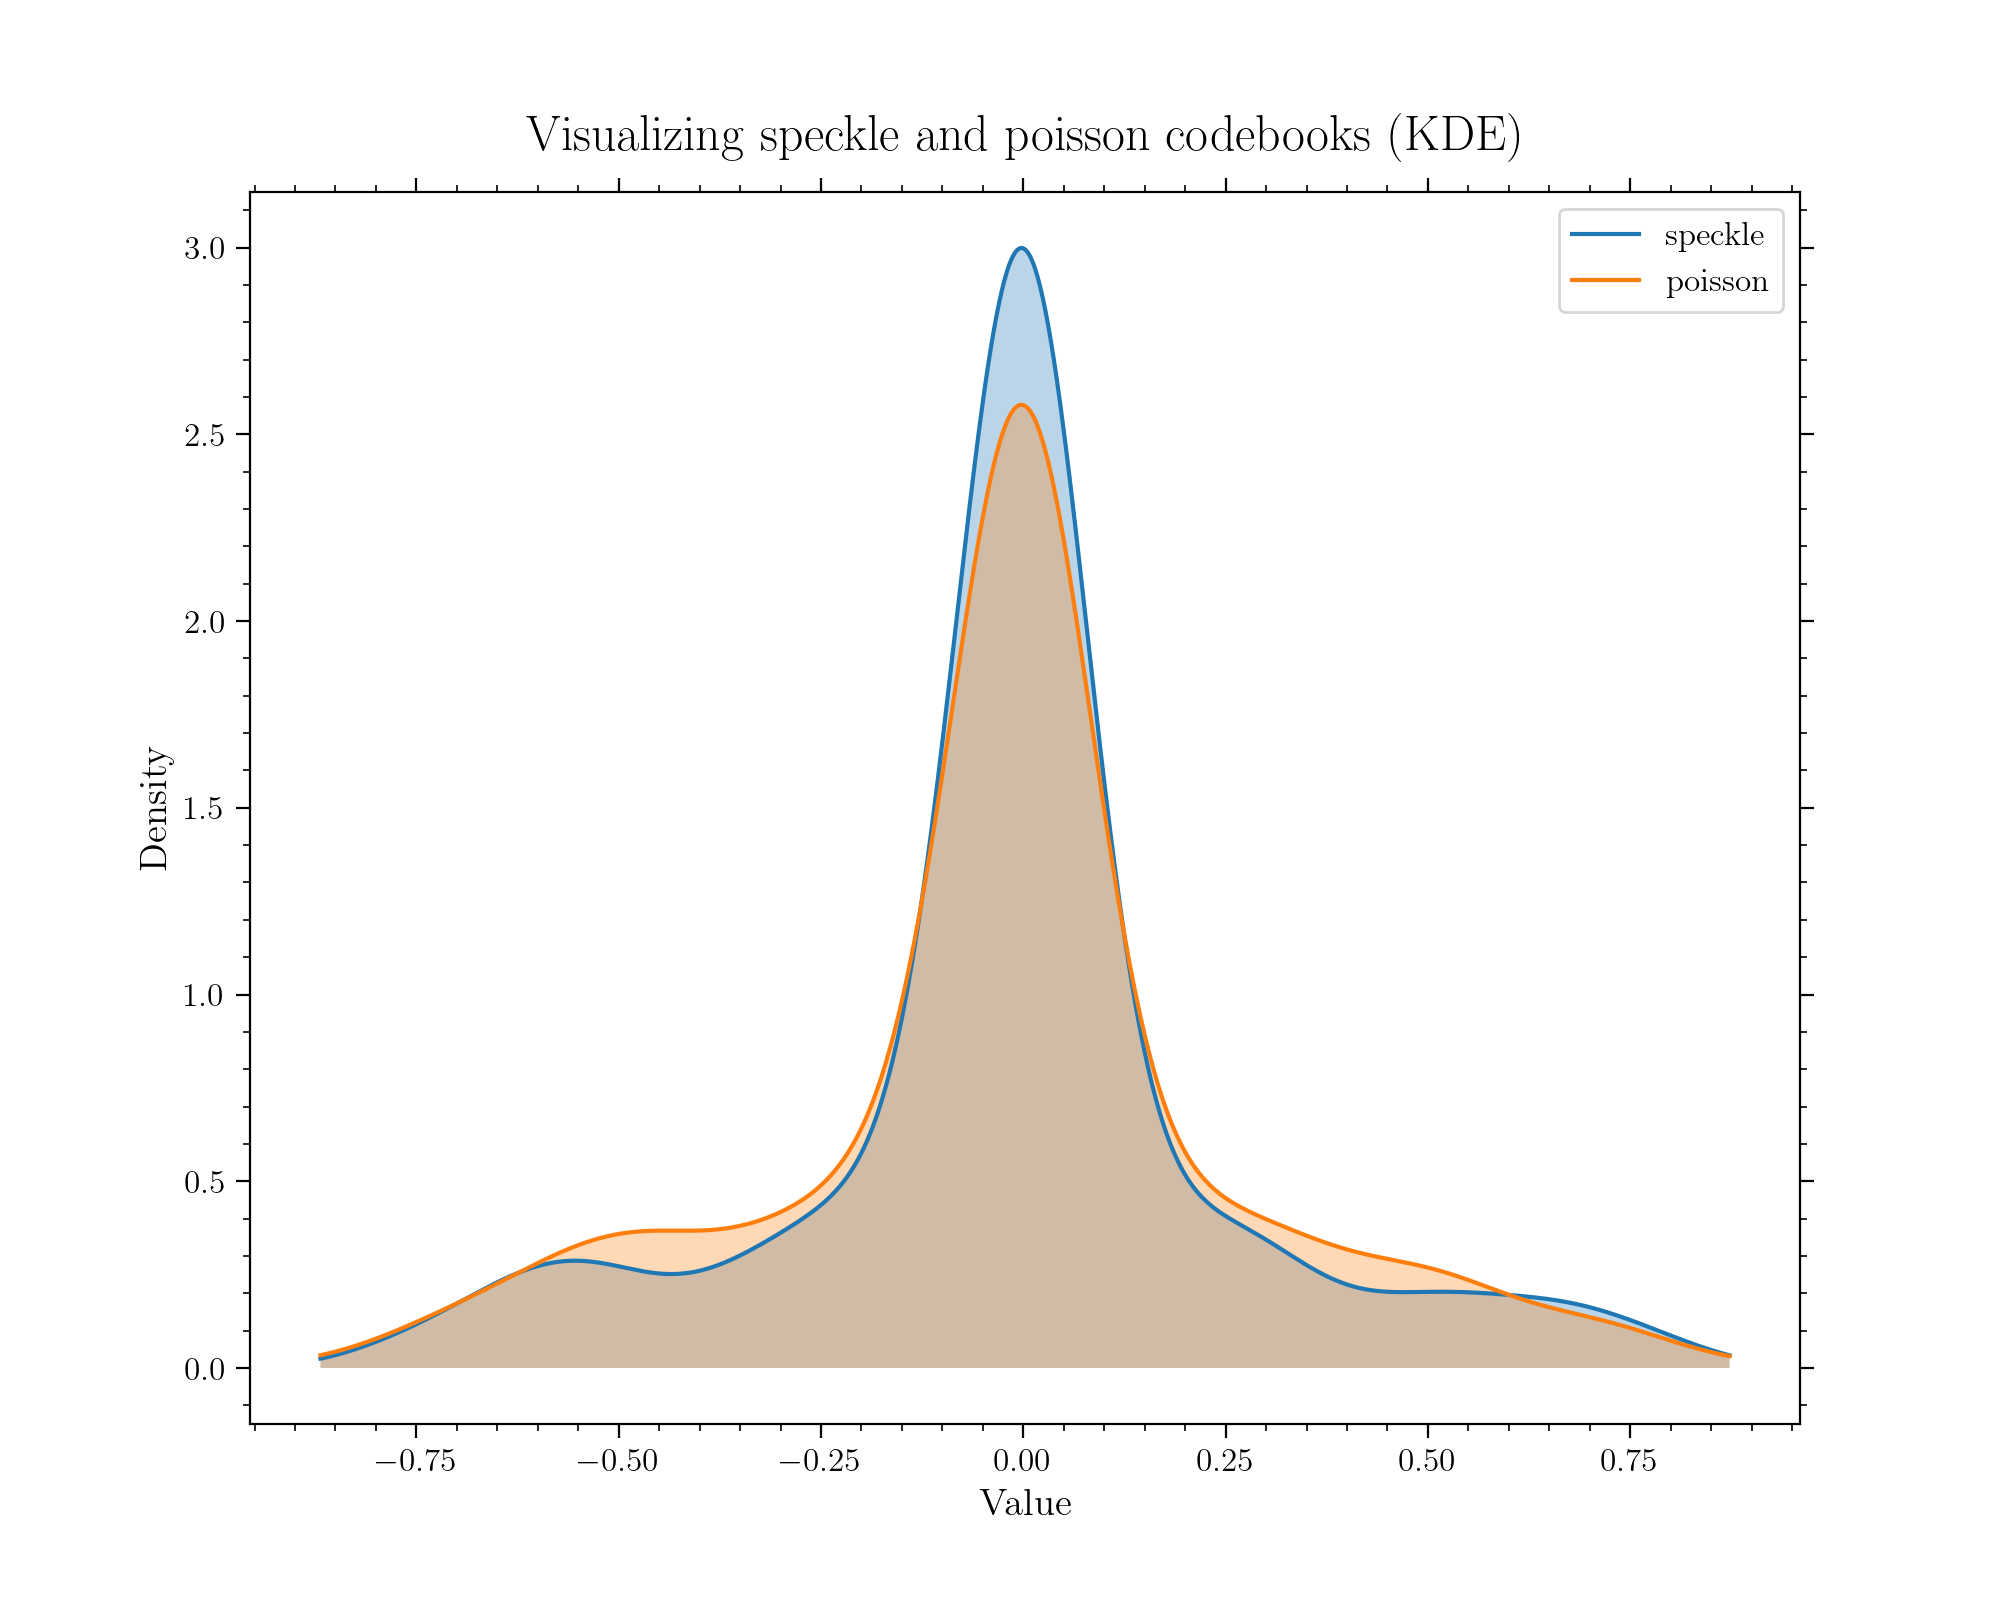 Visualizing speckle and poisson codebooks (KDE)
speckle
poisson
3.0
2.5
2.0
1.5
1.0
0.5
0.0
Density
−0.75 −0.50 −0.25 0.00 0.25 0.50 0.75
Value